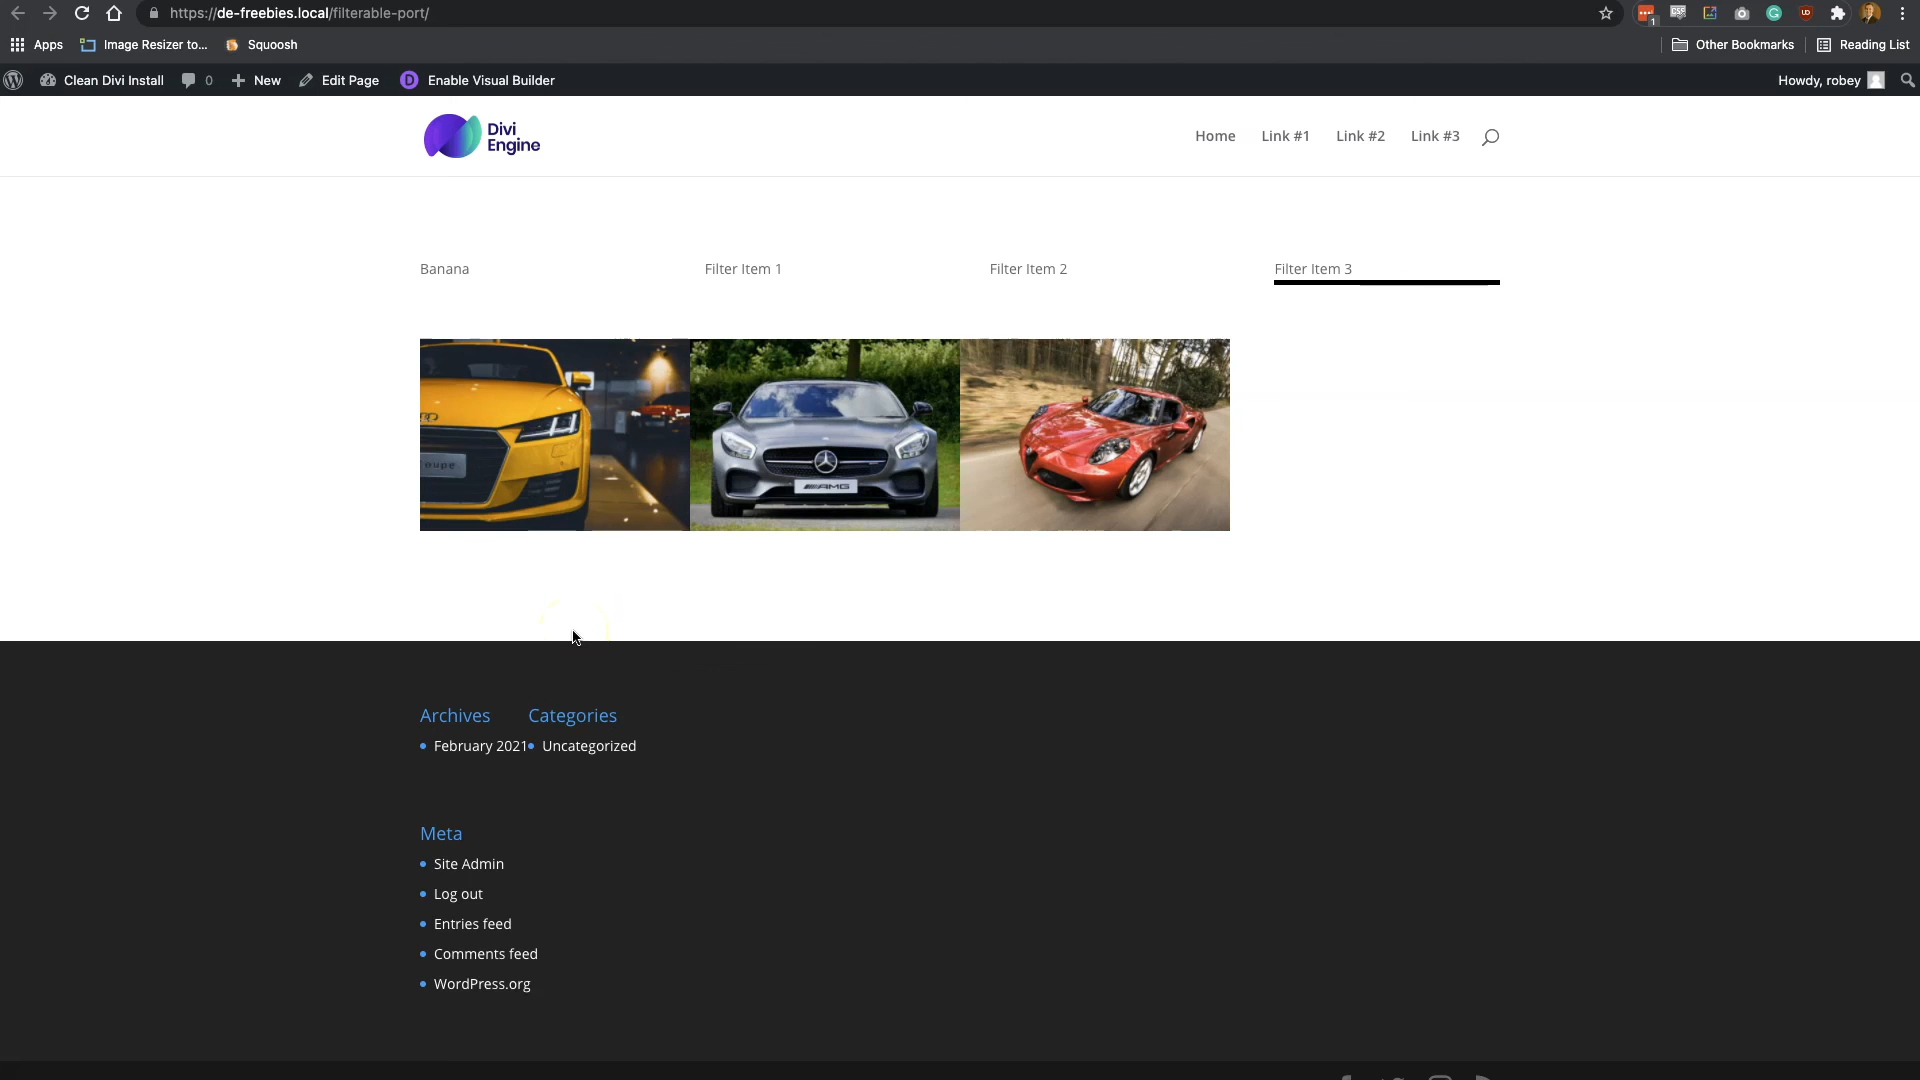 https://de-freebies.local/filterable-port/
Apps Image Resizer to... Squoosh Other Bookmarks Reading List
Clean Divi Install 0 + New Edit Page D Enable Visual Builder Howdy, robey
Divi
Engine
Home Link #1 Link #2 Link #3
Banana Filter Item 1 Filter Item 2 Filter Item 3
oupe
AMG
Archives Categories
February 2021 Uncategorized
Meta
Site Admin
Log out
Entries feed
Comments feed
WordPress.org